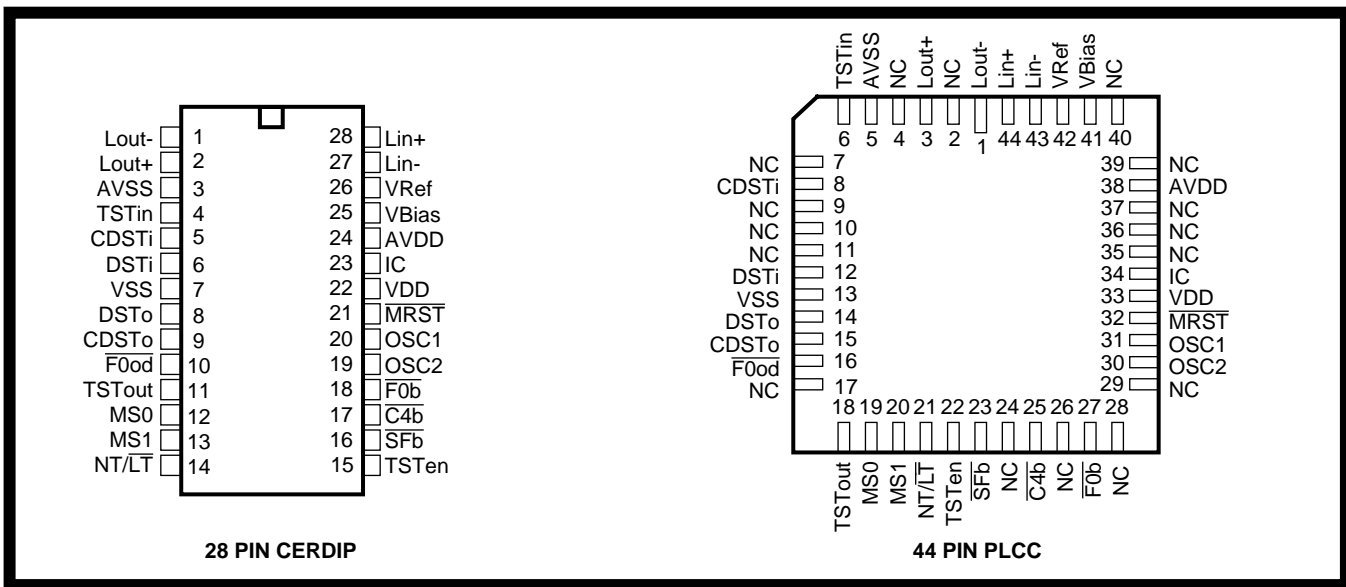 Lout- 1
Lout+ 2
AVSS 3
TSTin 4
CDSTi 5
DSTi 6
VSS 7
DSTo 8
CDSTo 9
F0od 10
TSTout 11
MS0 12
MS1 13
NT/LT 14
28 Lin+
27 Lin-
26 VRef
25 VBias
24 AVDD
23 IC
22 VDD
21 MRST
20 OSC1
19 OSC2
18 F0b
17 C4b
16 SFb
15 TSTen
28 PIN CERDIP
TSTin
AVSS
NC
Lout+
NC
Lout-
Lin+
Lin-
VRef
VBias
NC
6 5 4 3 2 1 44 43 42 41 40
NC 7
CDSTi 8
NC 9
NC 10
NC 11
DSTi 12
VSS 13
DSTo 14
CDSTo 15
F0od 16
NC 17
39 NC
38 AVDD
37 NC
36 NC
35 NC
34 IC
33 VDD
32 MRST
31 OSC1
30 OSC2
29 NC
18 19 20 21 22 23 24 25 26 27 28
TSTout
MS0
MS1
NT/LT
TSTen
SFb
NC
C4b
NC
F0b
NC
44 PIN PLCC